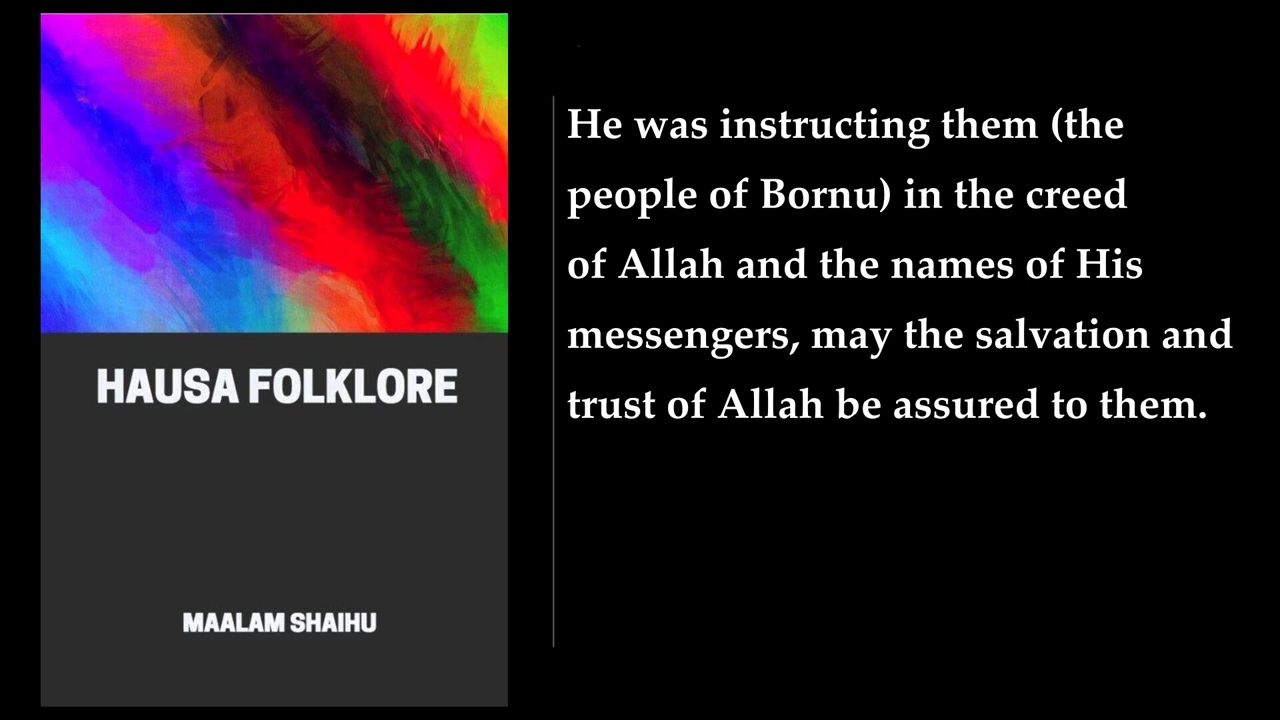 HAUSA FOLKLORE
MAALAM SHAIHU
He was instructing them (the
people of Bornu) in the creed
of Allah and the names of His
messengers, may the salvation and
trust of Allah be assured to them.